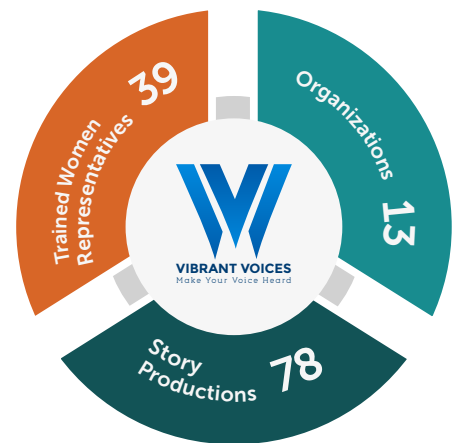 Trained Women
Representatives
39
Organizations
13
VIBRANT VOICES
Make Your Voice Heard
Story
Productions
78